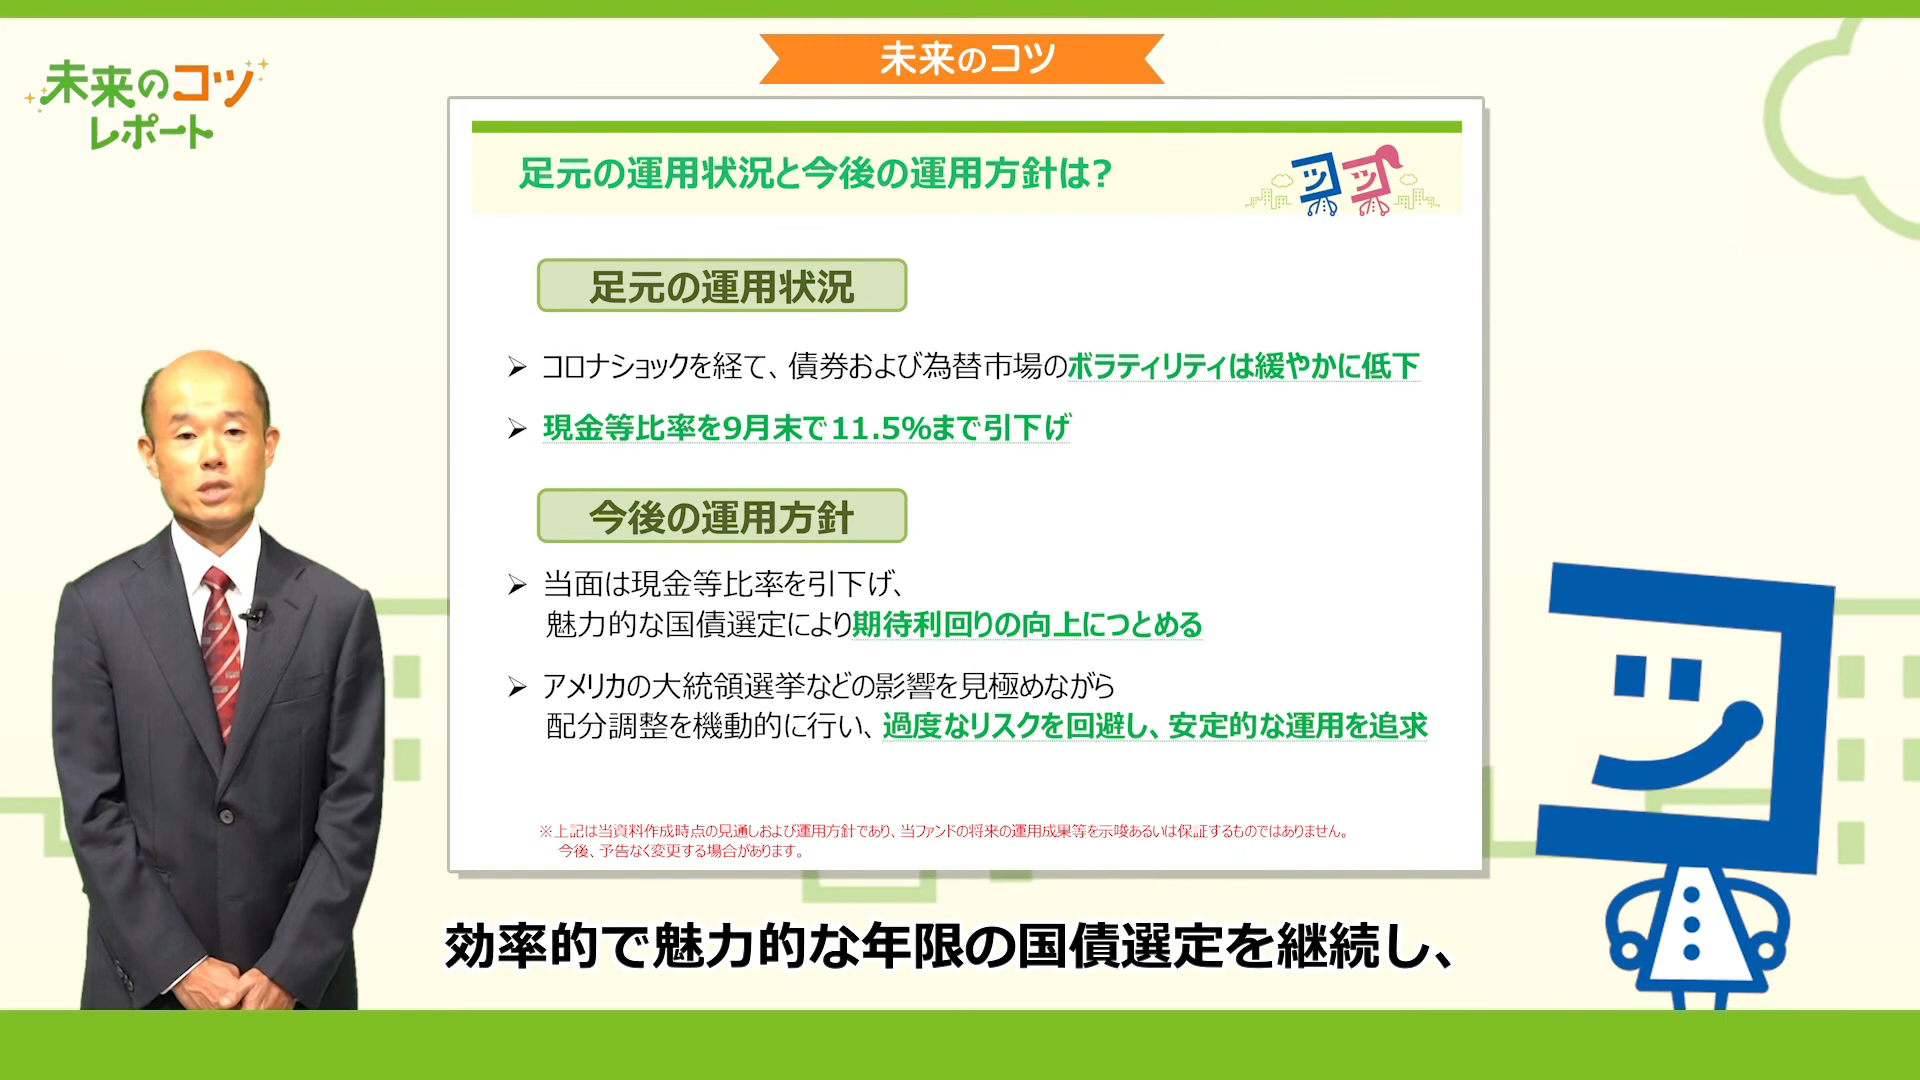 未来のコツ
レポート
未来のコツ
足元の運用状況と今後の運用方針は?
足元の運用状況
➢ コロナショックを経て、債券および為替市場のボラティリティは緩やかに低下
➢ 現金等比率を9月末で11.5%まで引下げ
今後の運用方針
➢ 当面は現金等比率を引下げ、
魅力的な国債選定により期待利回りの向上につとめる
➢ アメリカの大統領選挙などの影響を見極めながら
配分調整を機動的に行い、過度なリスクを回避し、安定的な運用を追求
※上記は当資料作成時点の見通しおよび運用方針であり、当ファンドの将来の運用成果等を示唆あるいは保証するものではありません。
今後、予告なく変更する場合があります。
効率的で魅力的な年限の国債選定を継続し、